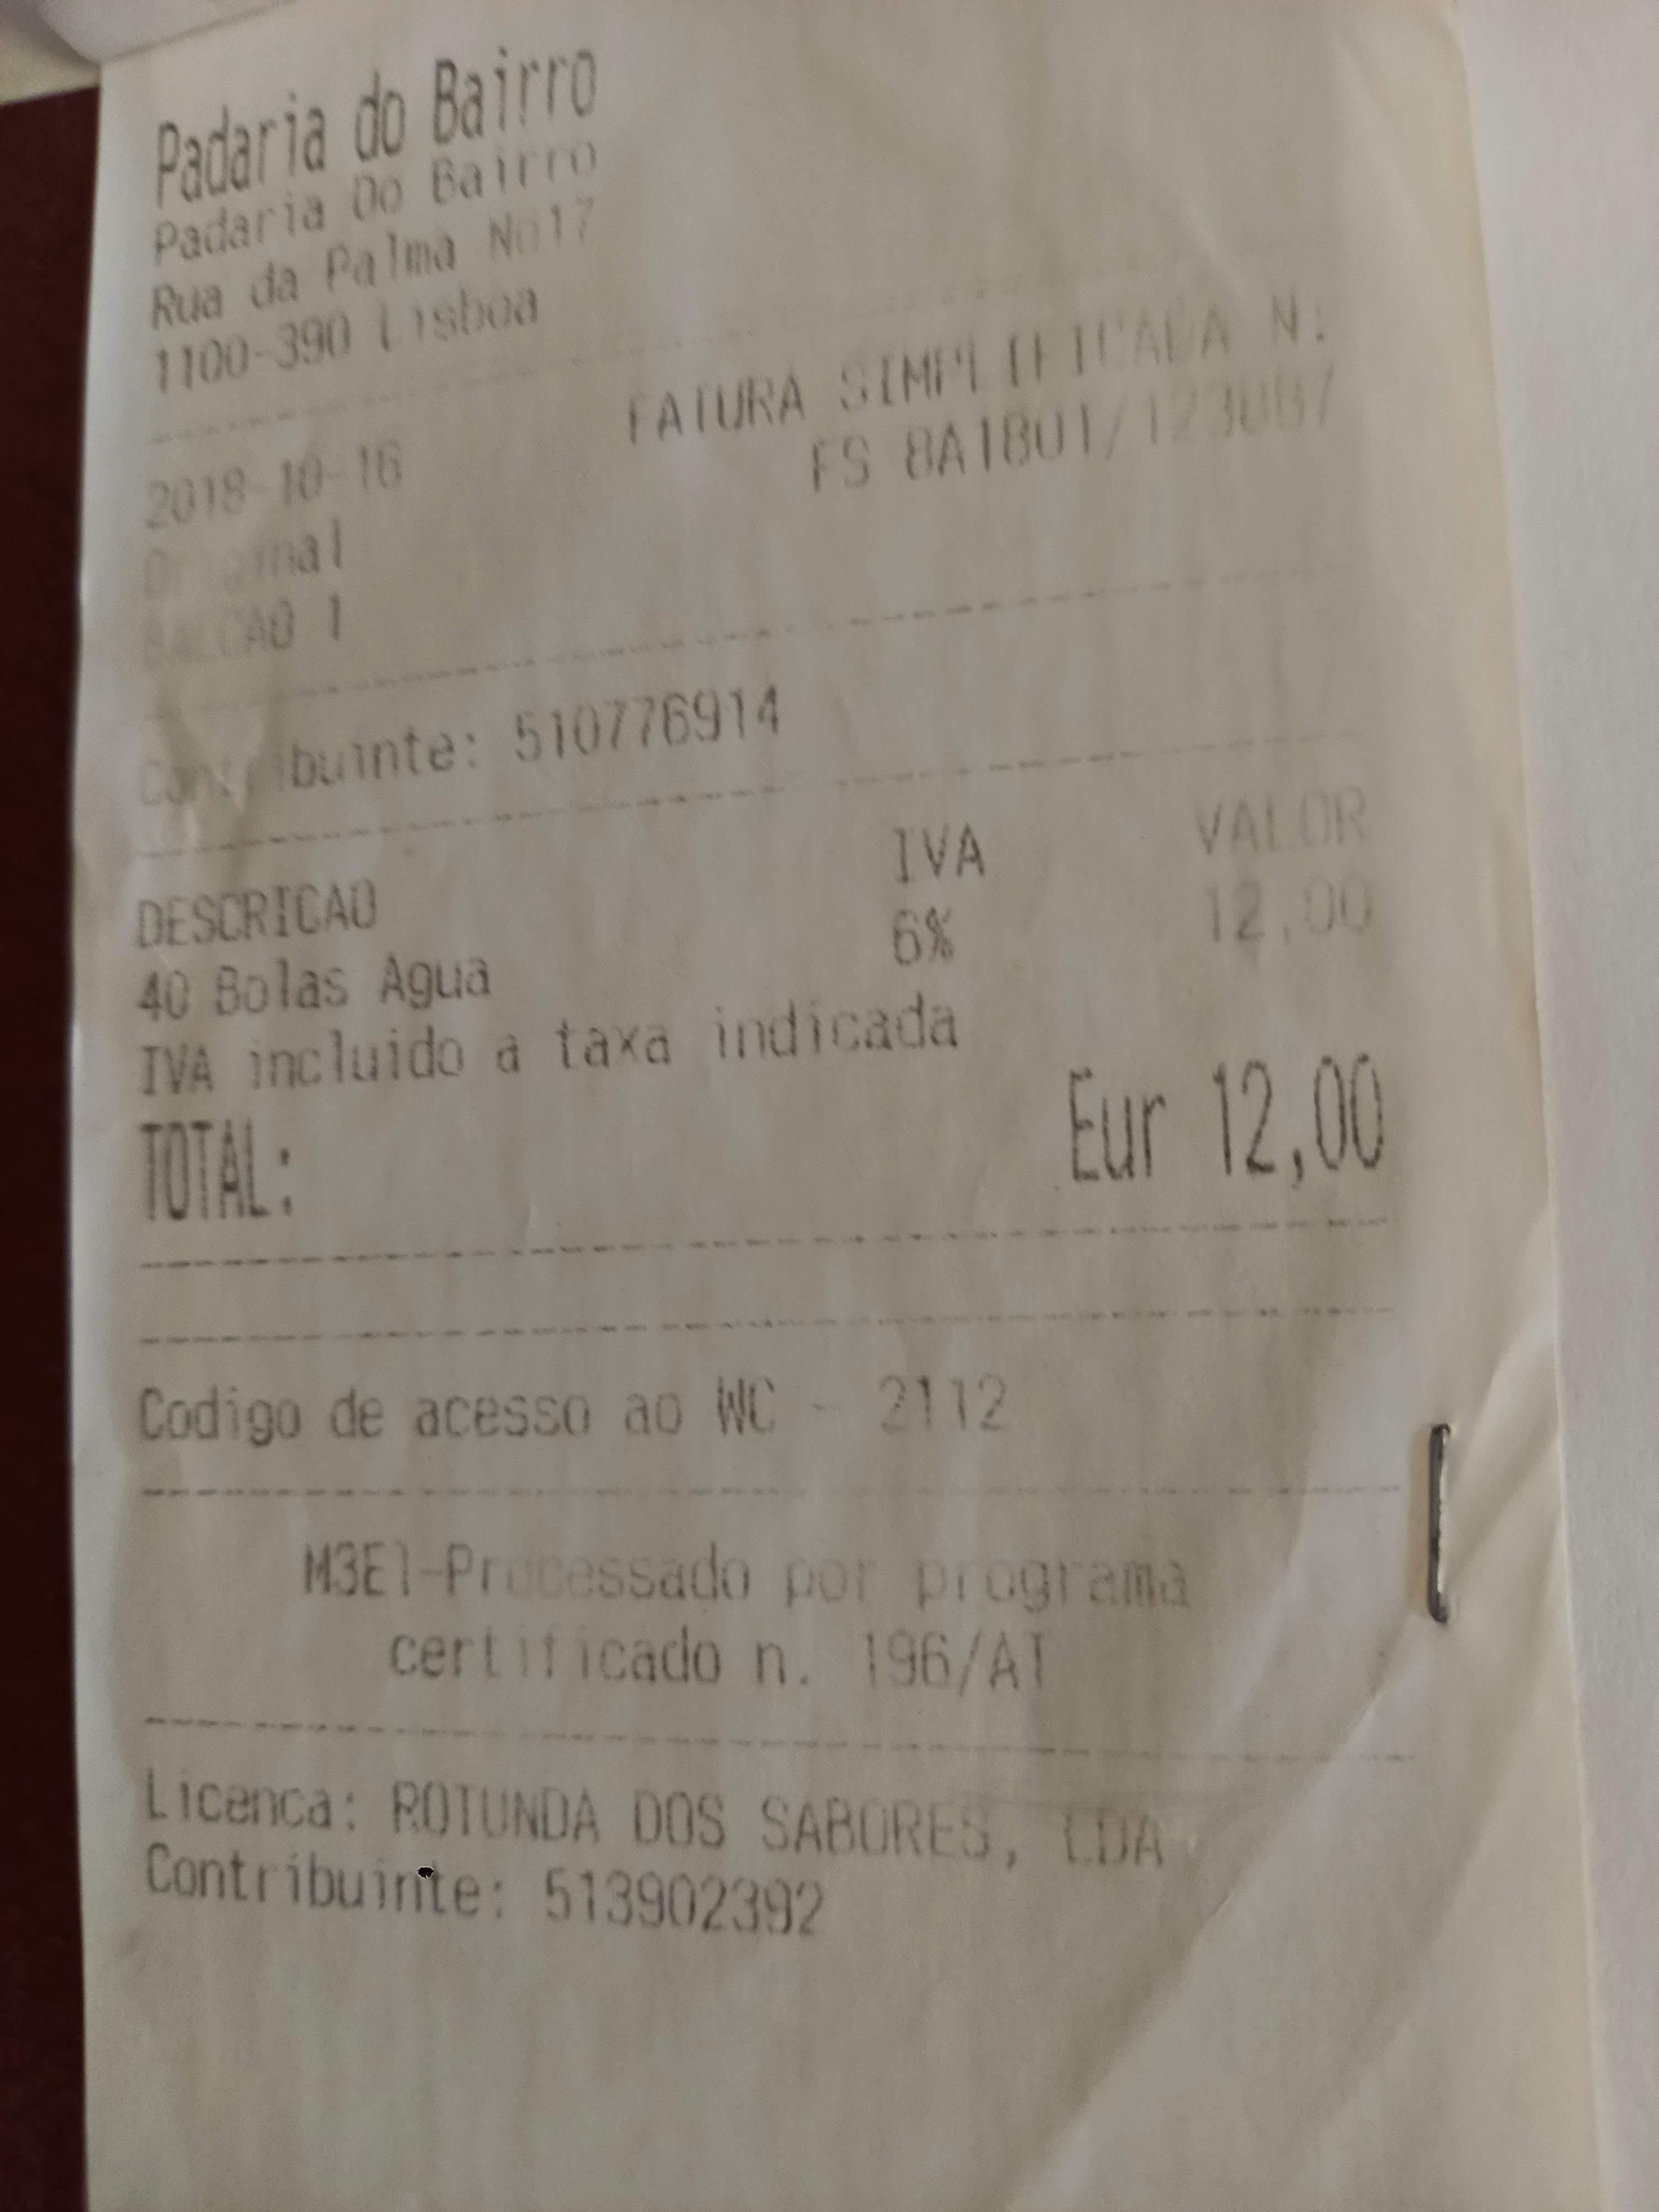 Padaria do Bairro
Padaria Do Bairro
Rua da Palma No17
1100-390 Lisboa
FATURA SIMPLIFICADA N:
FS 8A1801/123087
2018-10-16
Original
BALCAO 1
Contribuinte: 510776914
DESCRICAO IVA VALOR
40 Bolas Agua 6% 12,00
IVA incluido a taxa indicada
TOTAL: Eur 12,00
Codigo de acesso ao WC - 2112
M3El-Processado por programa
certificado n. 196/AT
Licenca: ROTUNDA DOS SABORES, LDA
Contribuinte: 513902392